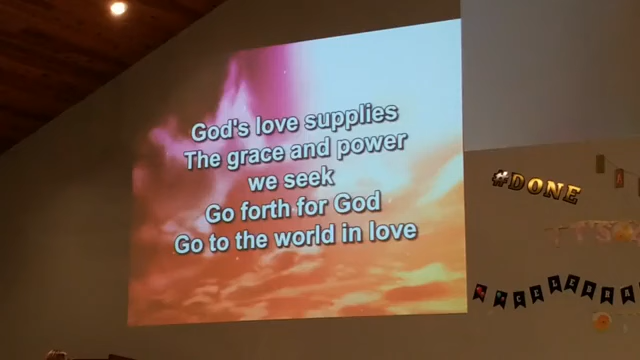 God's love supplies
The grace and power
we seek
Go forth for God
Go to the world in love
#DONE